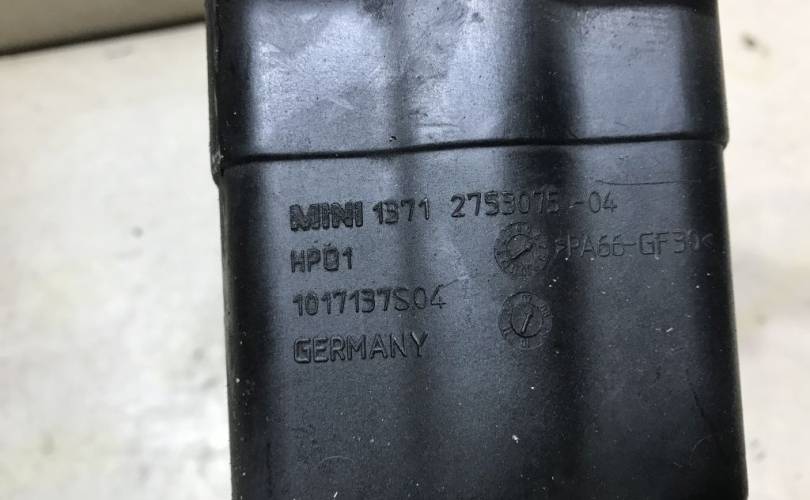 MINI 1371 2753075-04
HP01 >PA66-GF30<
1017137S04
GERMANY